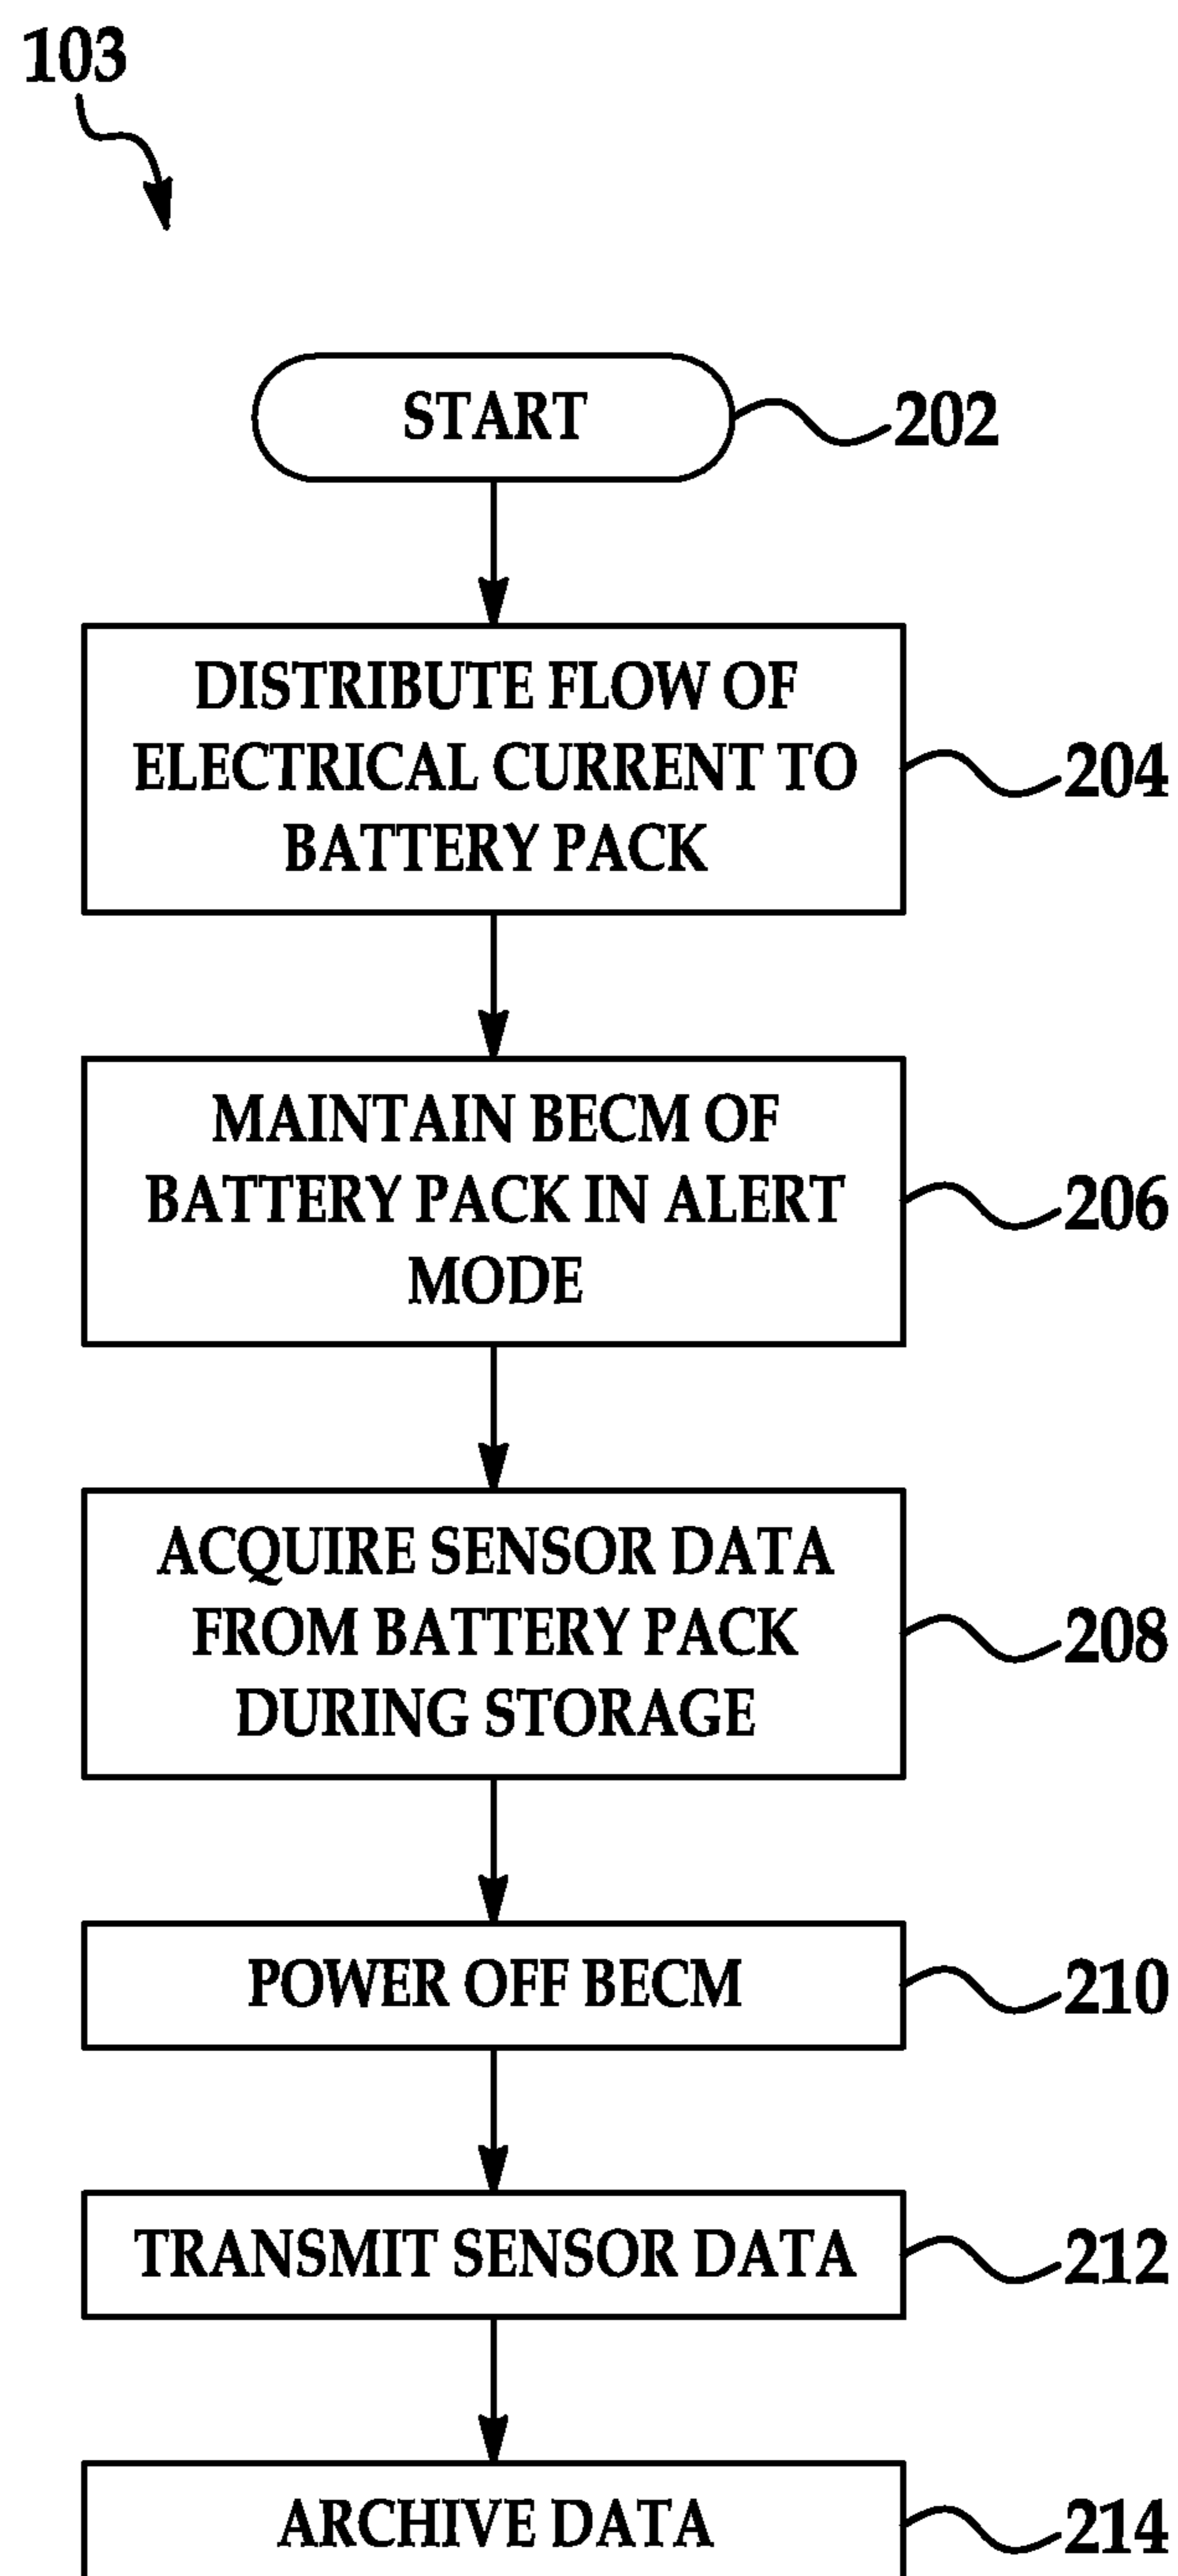 103
START
202
DISTRIBUTE FLOW OF
ELECTRICAL CURRENT TO
BATTERY PACK
204
MAINTAIN BECM OF
BATTERY PACK IN ALERT
MODE
206
ACQUIRE SENSOR DATA
FROM BATTERY PACK
DURING STORAGE
208
POWER OFF BECM
210
TRANSMIT SENSOR DATA
212
ARCHIVE DATA
214